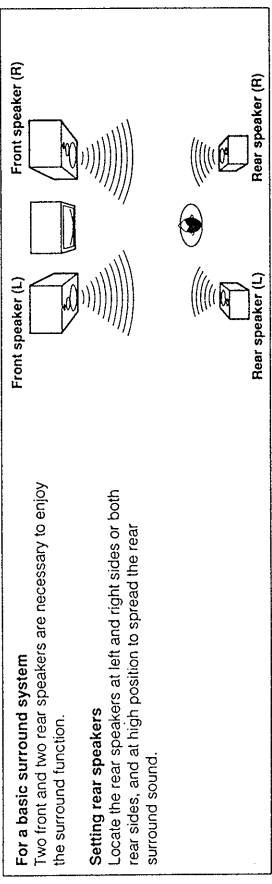 For a basic surround system
Two front and two rear speakers are necessary to enjoy
the surround function.
Setting rear speakers
Locate the rear speakers at left and right sides or both
rear sides, and at high position to spread the rear
surround sound.
Front speaker (L)
Front speaker (R)
Rear speaker (L)
Rear speaker (R)